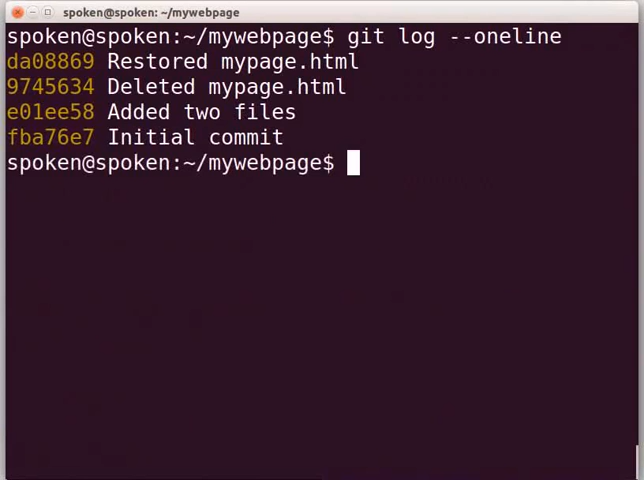 spoken@spoken: ~/mywebpage
spoken@spoken:~/mywebpage$ git log --oneline
da08869 Restored mypage.html
9745634 Deleted mypage.html
e01ee58 Added two files
fba76e7 Initial commit
spoken@spoken:~/mywebpage$